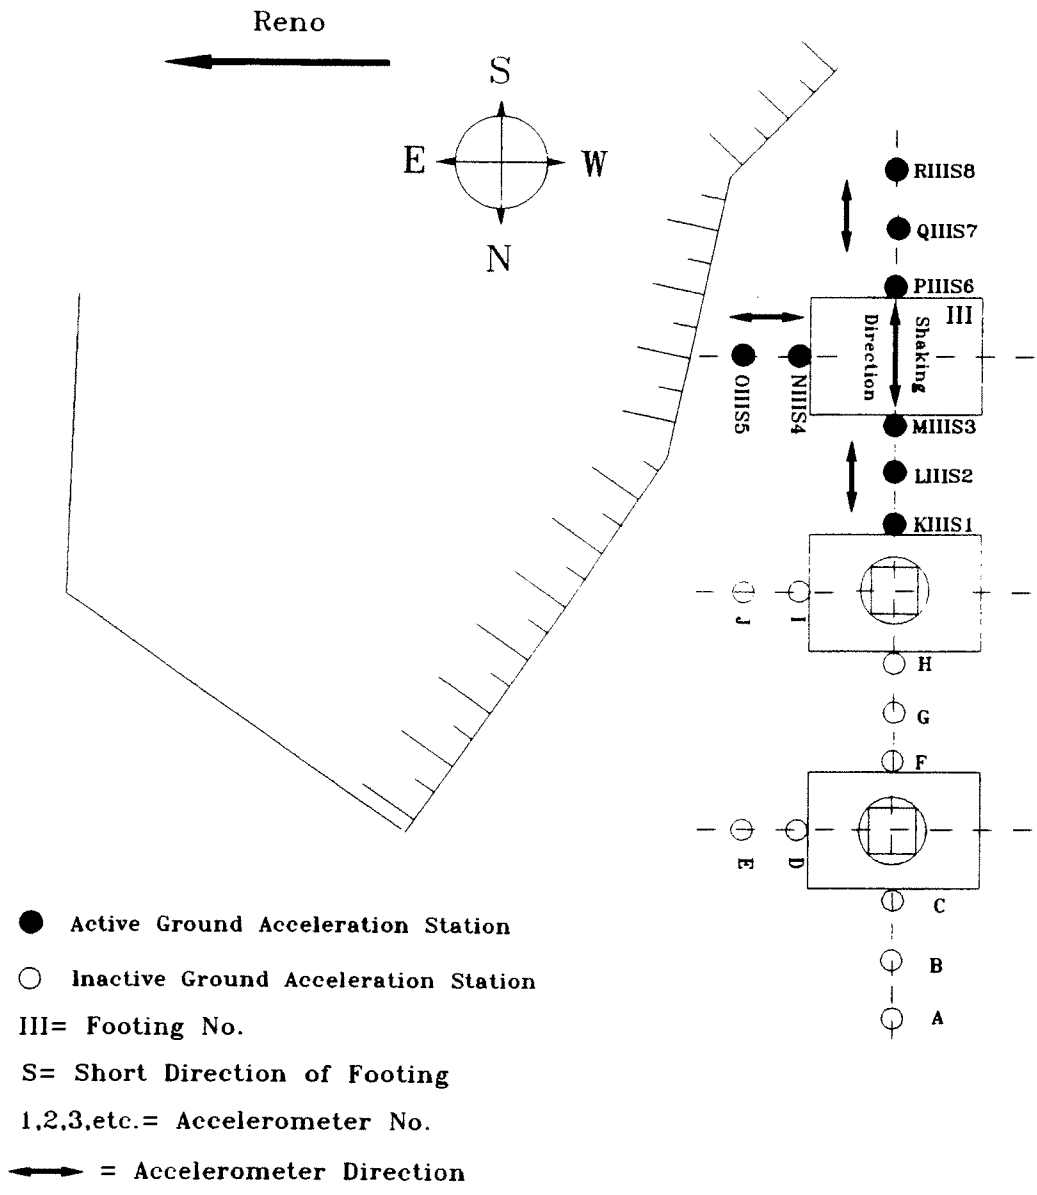 Reno
S
E
W
N
RIIIS8
QIIIS7
PIIIS6
III
Shaking
Direction
OIIIS5
NIIIS4
MIIIS3
LIIIS2
KIIIS1
J
I
H
G
F
E
D
C
B
A
Active Ground Acceleration Station
Inactive Ground Acceleration Station
III= Footing No.
S= Short Direction of Footing
1,2,3,etc.= Accelerometer No.
= Accelerometer Direction